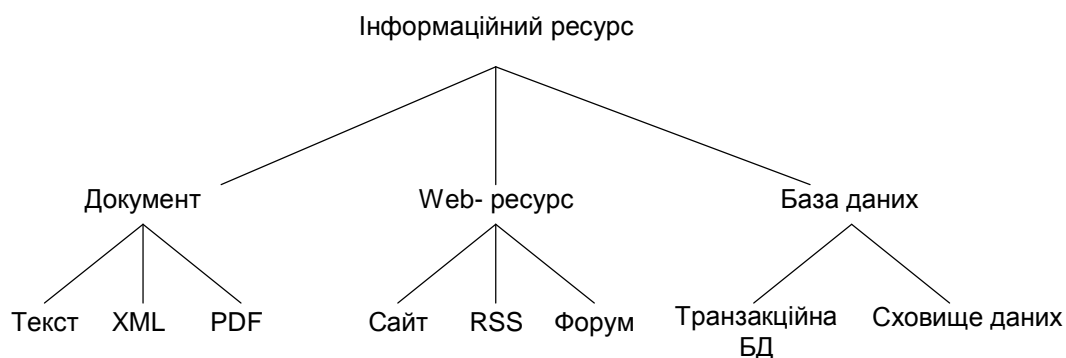 Інформаційний ресурс
Документ Web- ресурс База даних
Текст XML PDF Сайт RSS Форум Транзакційна БД Сховище даних